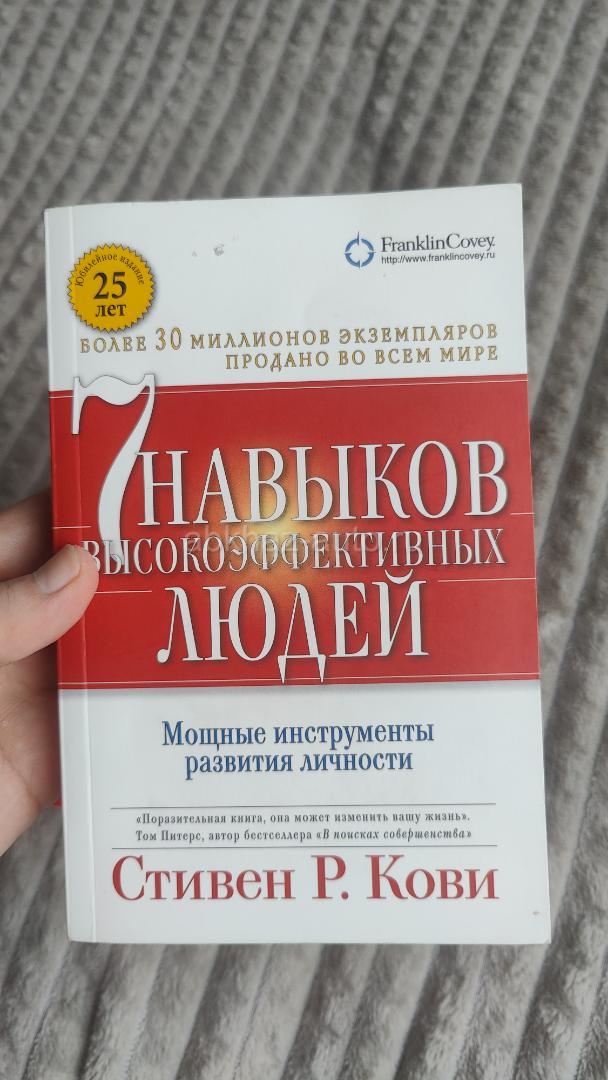 FranklinCovey
http://www.franklincovey.ru
Юбилейное издание
25
лет
БОЛЕЕ 30 МИЛЛИОНОВ ЭКЗЕМПЛЯРОВ
ПРОДАНО ВО ВСЕМ МИРЕ
7 НАВЫКОВ
ВЫСОКОЭФФЕКТИВНЫХ
ЛЮДЕЙ
Мощные инструменты
развития личности
«Поразительная книга, она может изменить вашу жизнь».
Том Питерс, автор бестселлера «В поисках совершенства»
Стивен Р. Кови